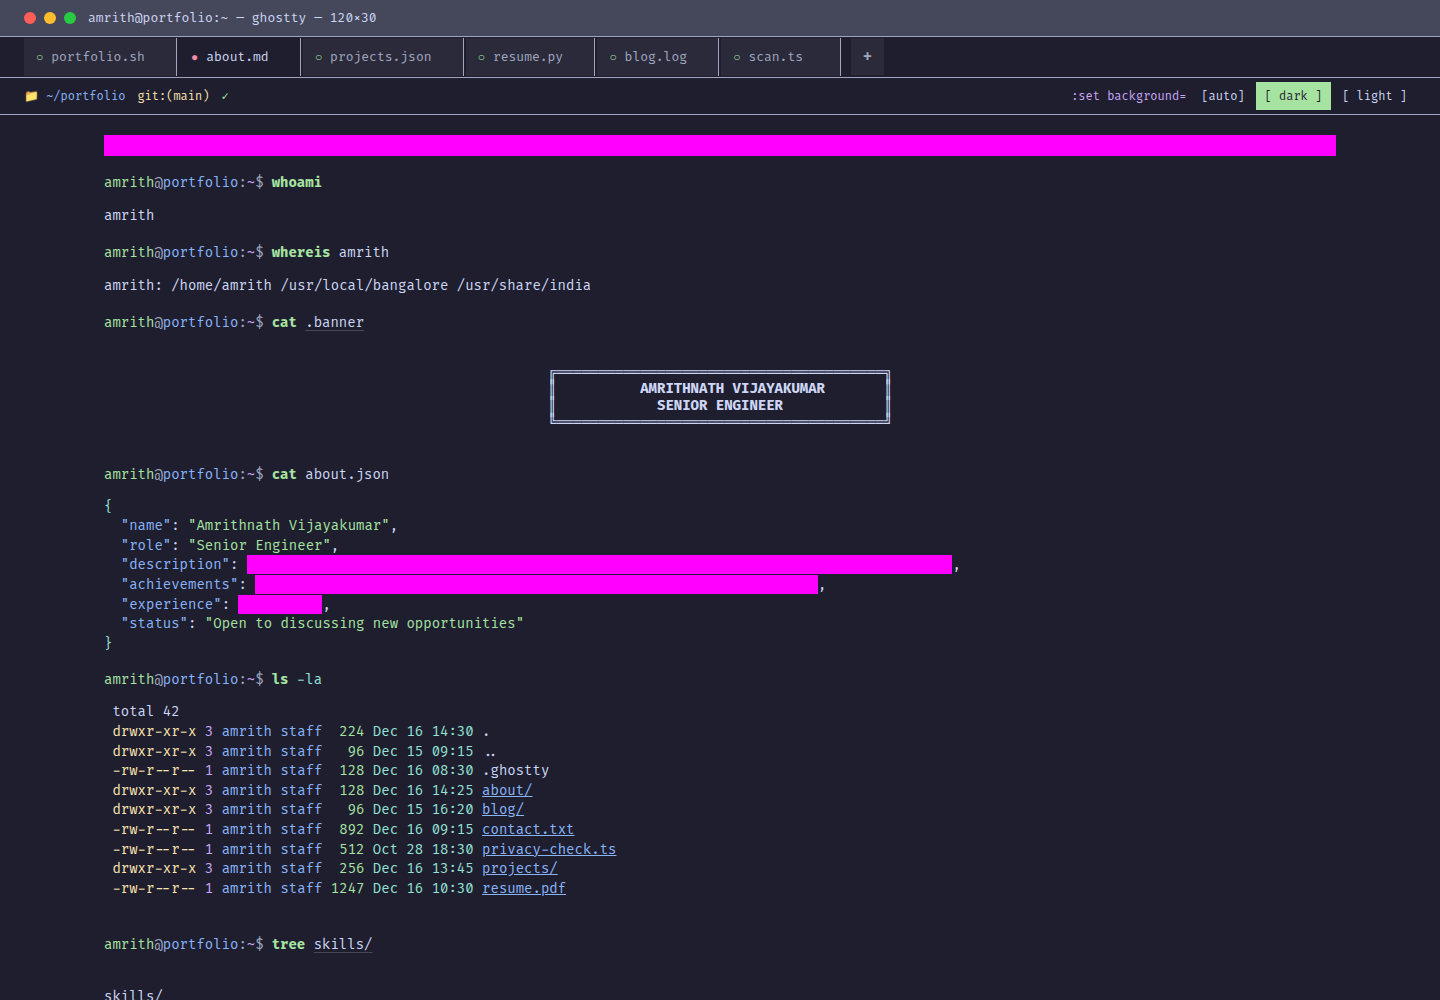 amrith@portfolio:~ — ghostty — 120×30
○ portfolio.sh ● about.md ○ projects.json ○ resume.py ○ blog.log ○ scan.ts +
📁 ~/portfolio git:(main) ✓ :set background= [auto] [ dark ] [ light ]
amrith@portfolio:~$ whoami
amrith
amrith@portfolio:~$ whereis amrith
amrith: /home/amrith /usr/local/bangalore /usr/share/india
amrith@portfolio:~$ cat .banner
AMRITHNATH VIJAYAKUMAR
SENIOR ENGINEER
amrith@portfolio:~$ cat about.json
{
"name": "Amrithnath Vijayakumar",
"role": "Senior Engineer",
"description": ,
"achievements": ,
"experience": ,
"status": "Open to discussing new opportunities"
}
amrith@portfolio:~$ ls -la
total 42
drwxr-xr-x 3 amrith staff 224 Dec 16 14:30 .
drwxr-xr-x 3 amrith staff 96 Dec 15 09:15 ..
-rw-r--r-- 1 amrith staff 128 Dec 16 08:30 .ghostty
drwxr-xr-x 3 amrith staff 128 Dec 16 14:25 about/
drwxr-xr-x 3 amrith staff 96 Dec 15 16:20 blog/
-rw-r--r-- 1 amrith staff 892 Dec 16 09:15 contact.txt
-rw-r--r-- 1 amrith staff 512 Oct 28 18:30 privacy-check.ts
drwxr-xr-x 3 amrith staff 256 Dec 16 13:45 projects/
-rw-r--r-- 1 amrith staff 1247 Dec 16 10:30 resume.pdf
amrith@portfolio:~$ tree skills/
skills/